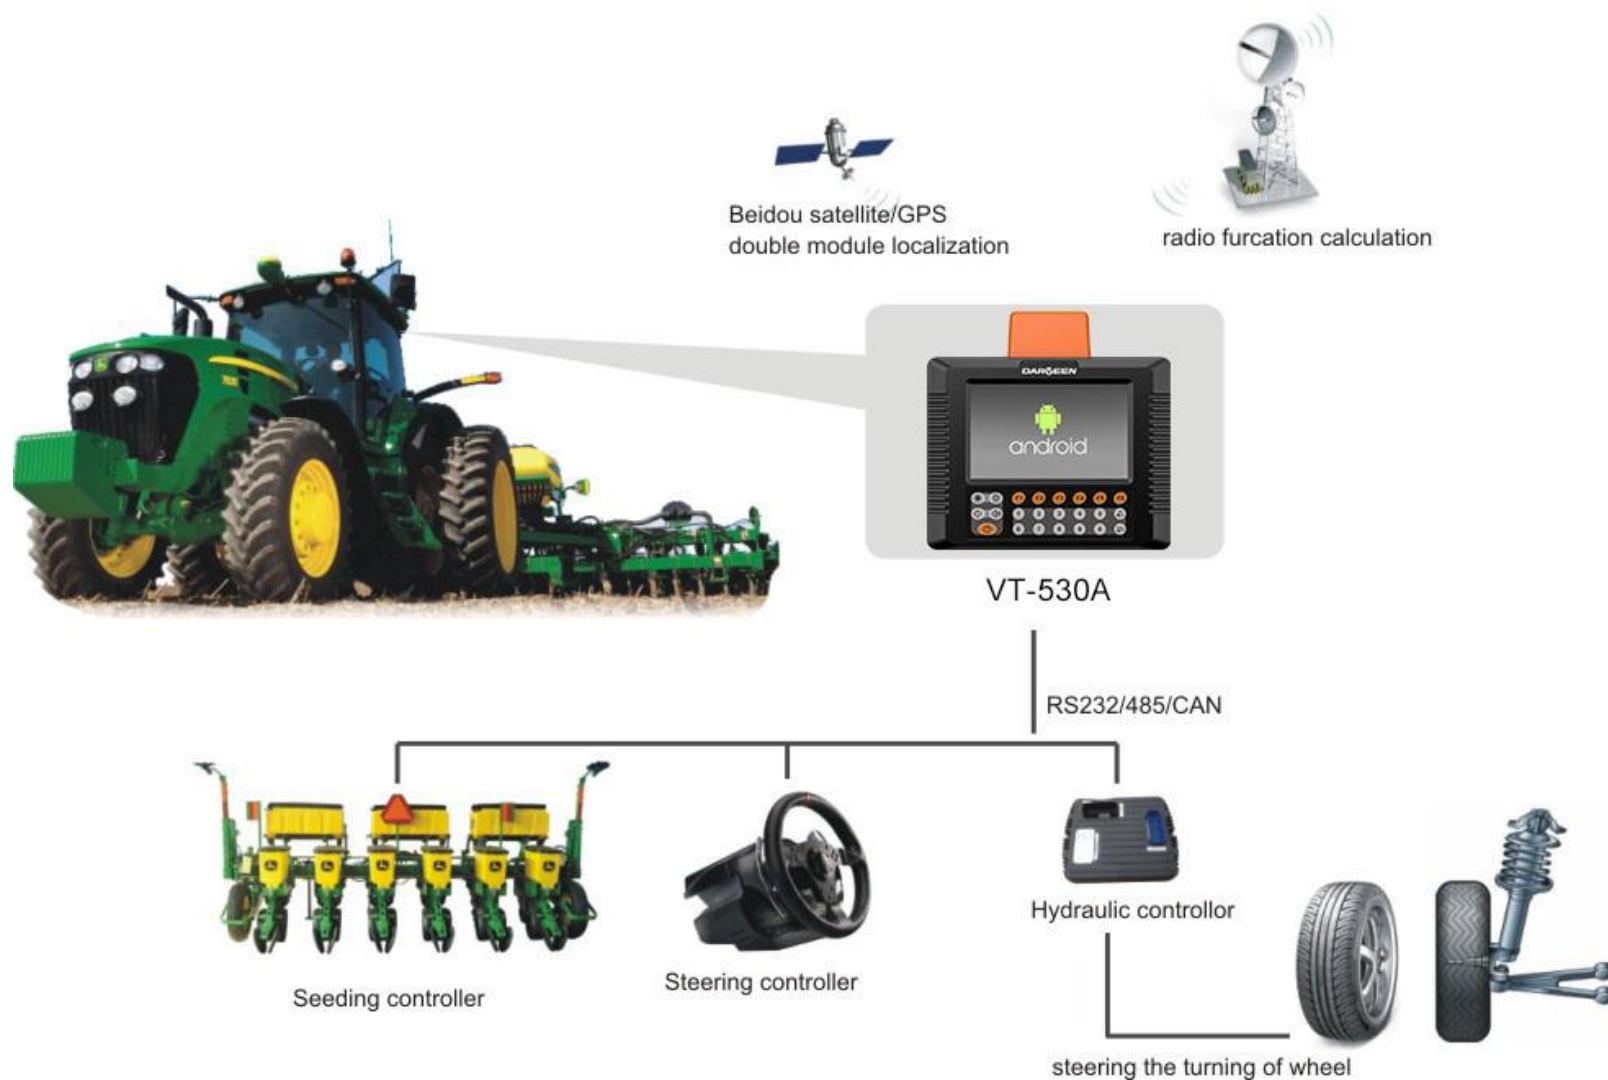 Beidou satellite/GPS
double module localization
radio furcation calculation
DARVEEN
android
VT-530A
RS232/485/CAN
Hydraulic controllor
Steering controller
Seeding controller
steering the turning of wheel